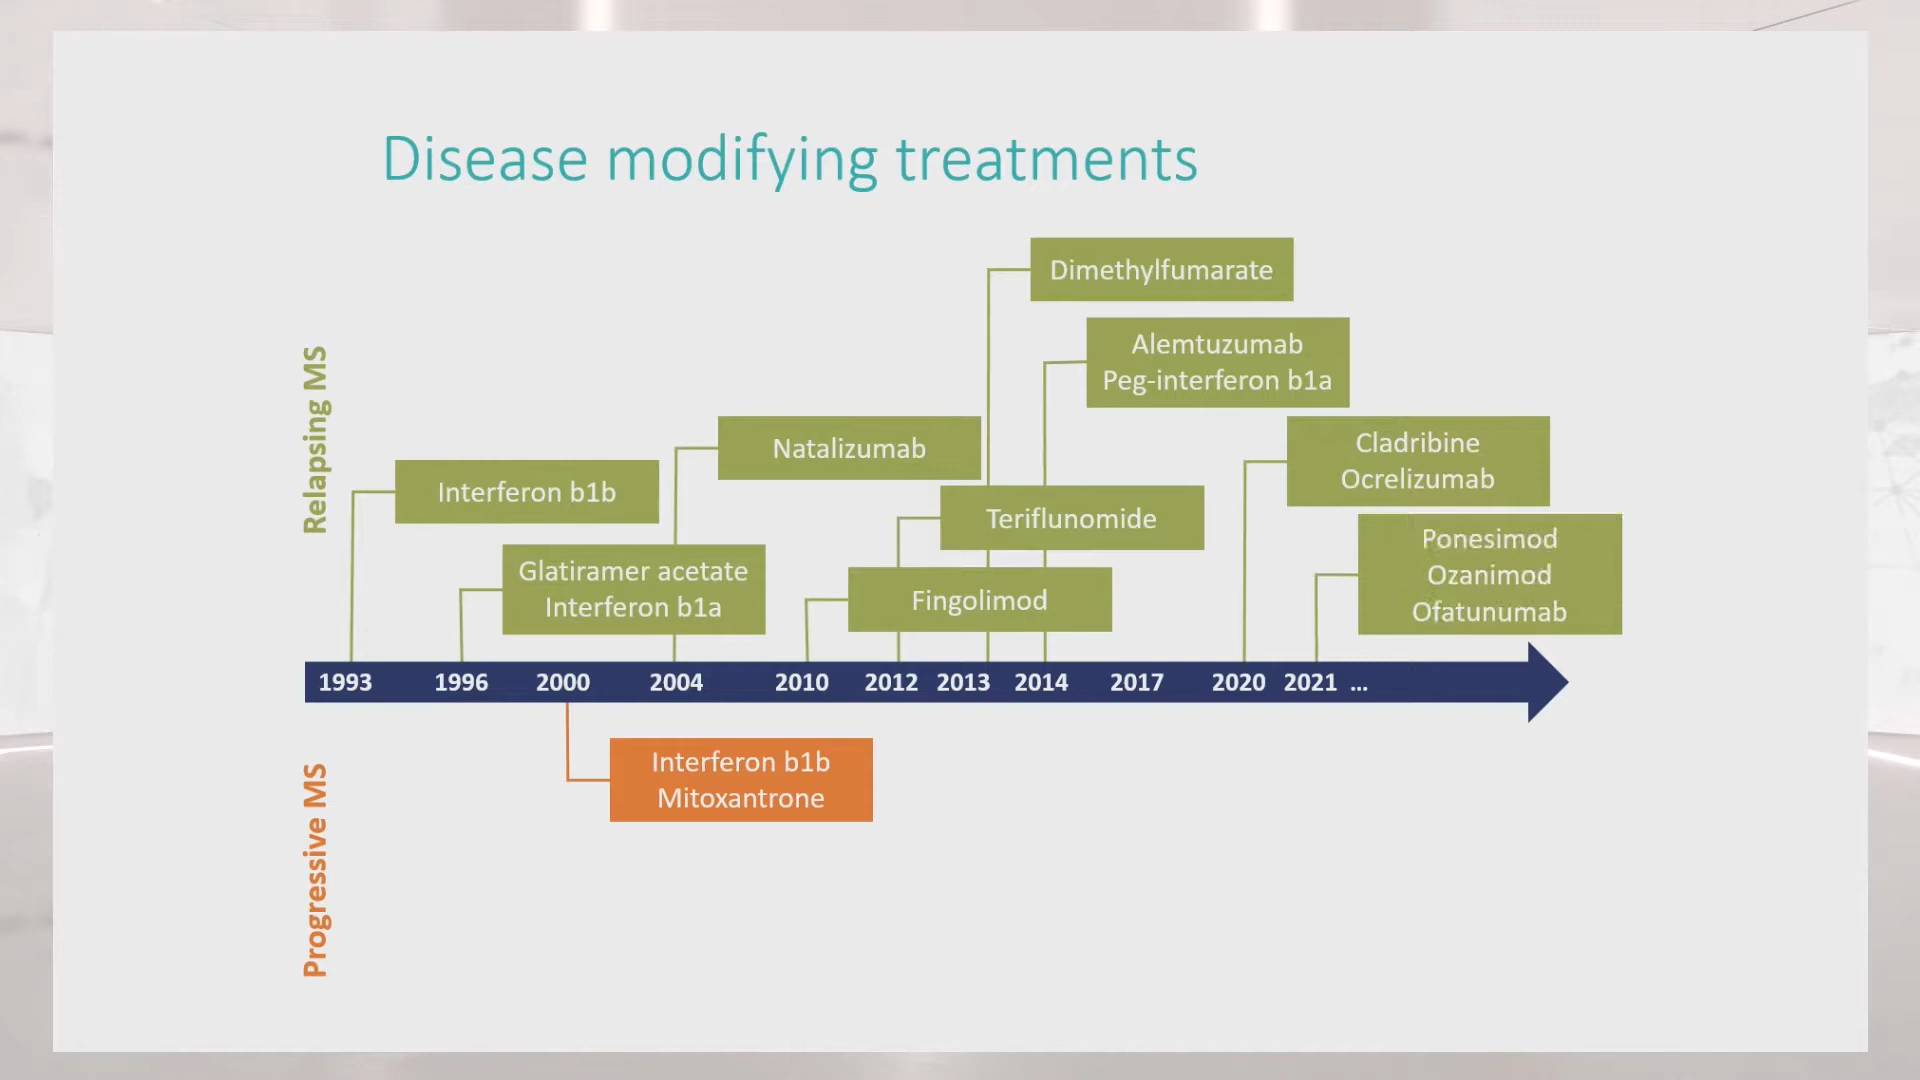 Disease modifying treatments
Relapsing MS
Dimethylfumarate
Alemtuzumab
Peg-interferon b1a
Natalizumab
Cladribine
Ocrelizumab
Interferon b1b
Teriflunomide
Ponesimod
Ozanimod
Ofatunumab
Glatiramer acetate
Interferon b1a
Fingolimod
1993 1996 2000 2004 2010 2012 2013 2014 2017 2020 2021 ...
Progressive MS
Interferon b1b
Mitoxantrone